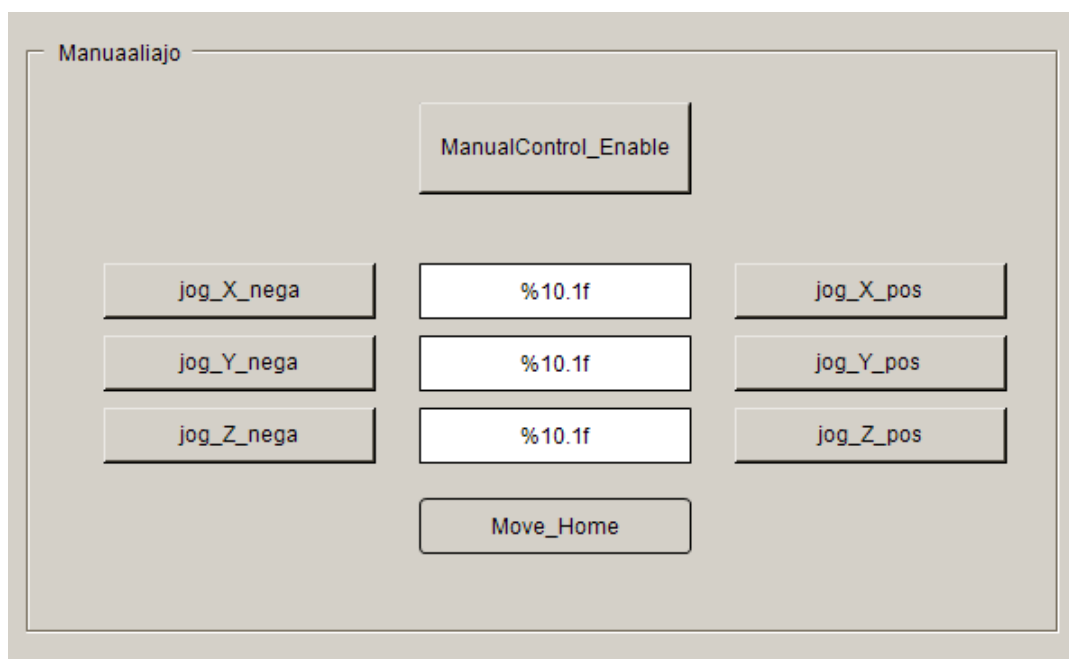 Manuaaliajo
ManualControl_Enable
jog_X_nega %10.1f jog_X_pos
jog_Y_nega %10.1f jog_Y_pos
jog_Z_nega %10.1f jog_Z_pos
Move_Home